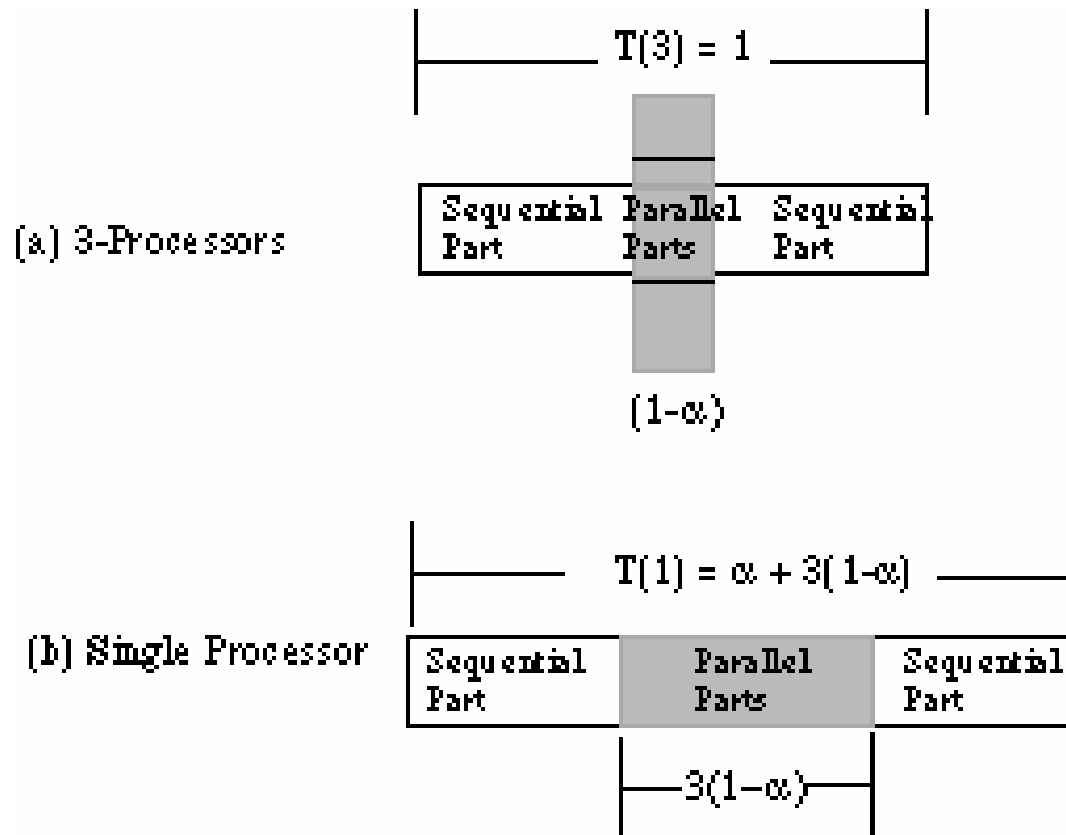 T(3) = 1
Sequential Parallel Sequential
Part Parts Part
(a) 3-Processors
(1-α)
T(1) = α + 3(1-α)
(b) Single Processor
Sequential Parallel Sequential
Part Parts Part
3(1-α)